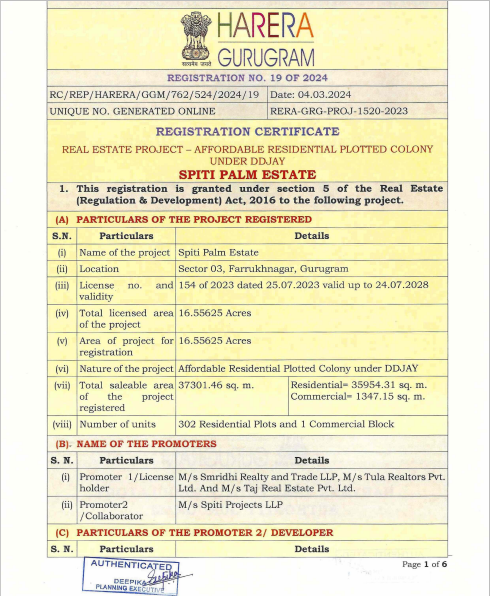 HARERA
GURUGRAM
सत्यमेव जयते
REGISTRATION NO. 19 OF 2024
RC/REP/HARERA/GGM/762/524/2024/19 Date: 04.03.2024
UNIQUE NO. GENERATED ONLINE RERA-GRG-PROJ-1520-2023
REGISTRATION CERTIFICATE
REAL ESTATE PROJECT – AFFORDABLE RESIDENTIAL PLOTTED COLONY
UNDER DDJAY
SPITI PALM ESTATE
1. This registration is granted under section 5 of the Real Estate
(Regulation & Development) Act, 2016 to the following project.
(A) PARTICULARS OF THE PROJECT REGISTERED
S.N. Particulars Details
(i) Name of the project Spiti Palm Estate
(ii) Location Sector 03, Farrukhnagar, Gurugram
(iii) License no. and 154 of 2023 dated 25.07.2023 valid up to 24.07.2028
validity
(iv) Total licensed area 16.55625 Acres
of the project
(v) Area of project for 16.55625 Acres
registration
(vi) Nature of the project Affordable Residential Plotted Colony under DDJAY
(vii) Total saleable area 37301.46 sq. m. Residential= 35954.31 sq. m.
of the project Commercial= 1347.15 sq. m.
registered
(viii) Number of units 302 Residential Plots and 1 Commercial Block
(B). NAME OF THE PROMOTERS
S. N. Particulars Details
(i) Promoter 1/License M/s Smridhi Realty and Trade LLP, M/s Tula Realtors Pvt.
holder Ltd. And M/s Taj Real Estate Pvt. Ltd.
(ii) Promoter2 M/s Spiti Projects LLP
/Collaborator
(C) PARTICULARS OF THE PROMOTER 2/ DEVELOPER
S. N. Particulars Details
AUTHENTICATED
DEEPIKA
PLANNING EXECUTIVE
Page 1 of 6